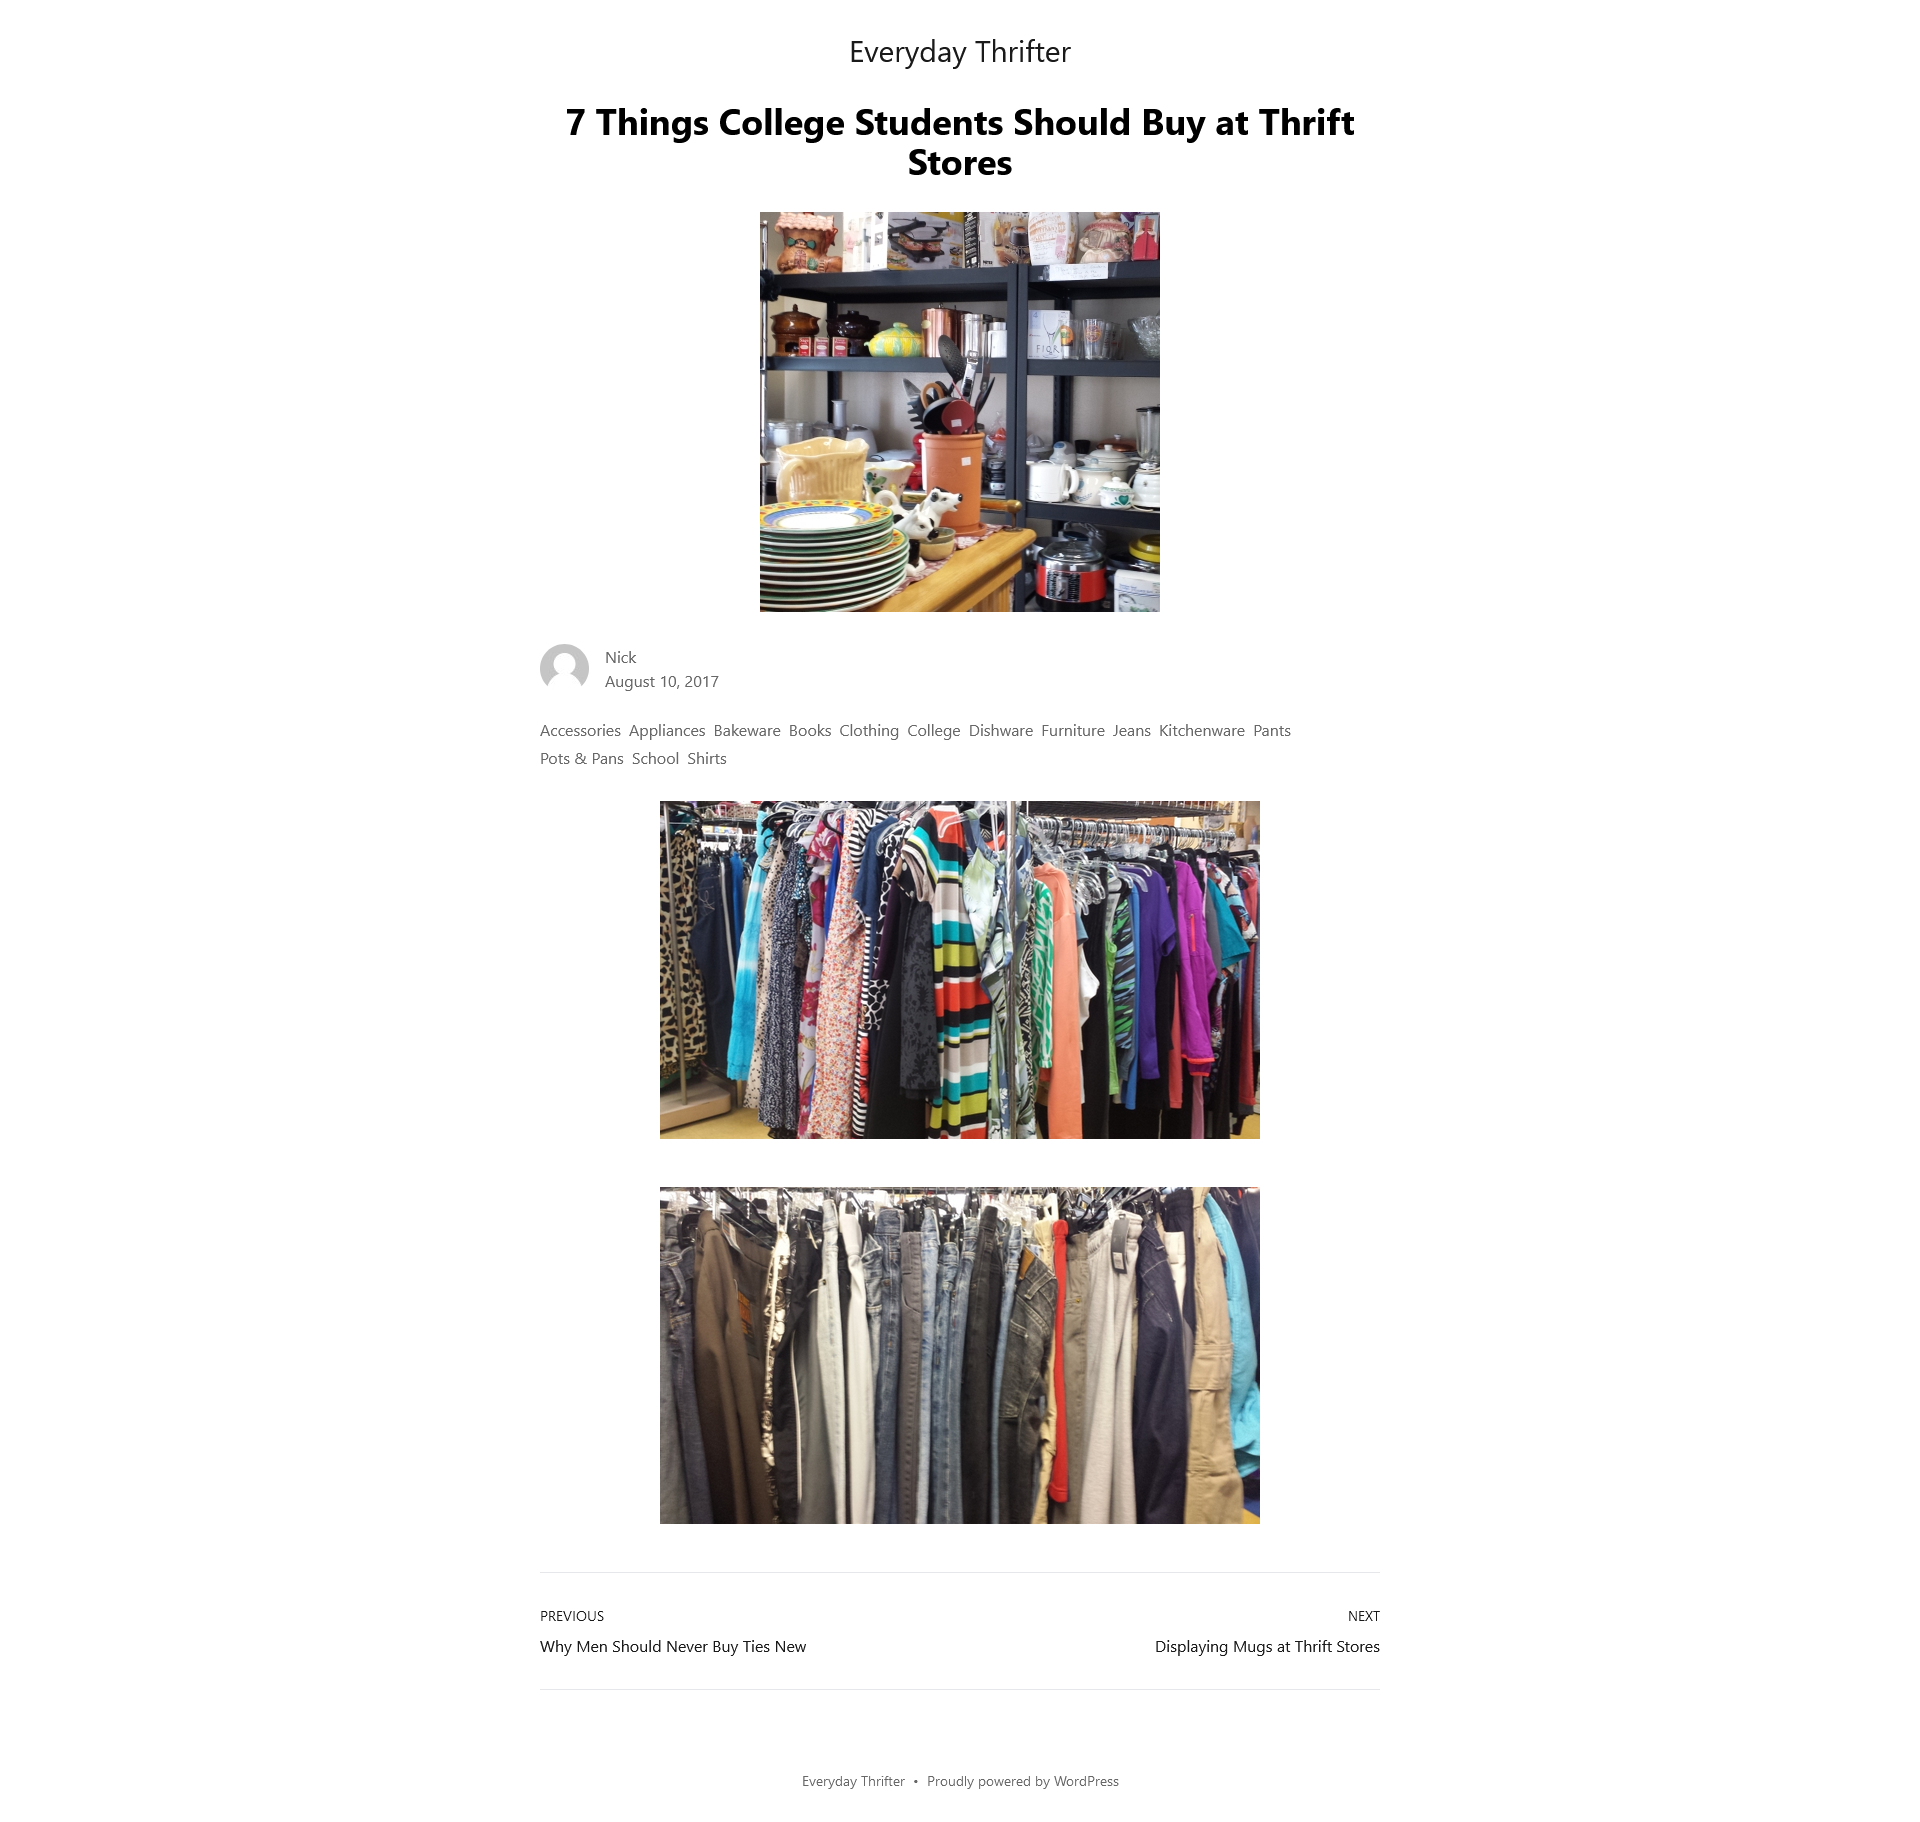 Everyday Thrifter
7 Things College Students Should Buy at Thrift
Stores
FIORE
Nick
August 10, 2017
Accessories Appliances Bakeware Books Clothing College Dishware Furniture Jeans Kitchenware Pants
Pots & Pans School Shirts
PREVIOUS
NEXT
Why Men Should Never Buy Ties New
Displaying Mugs at Thrift Stores
Everyday Thrifter • Proudly powered by WordPress